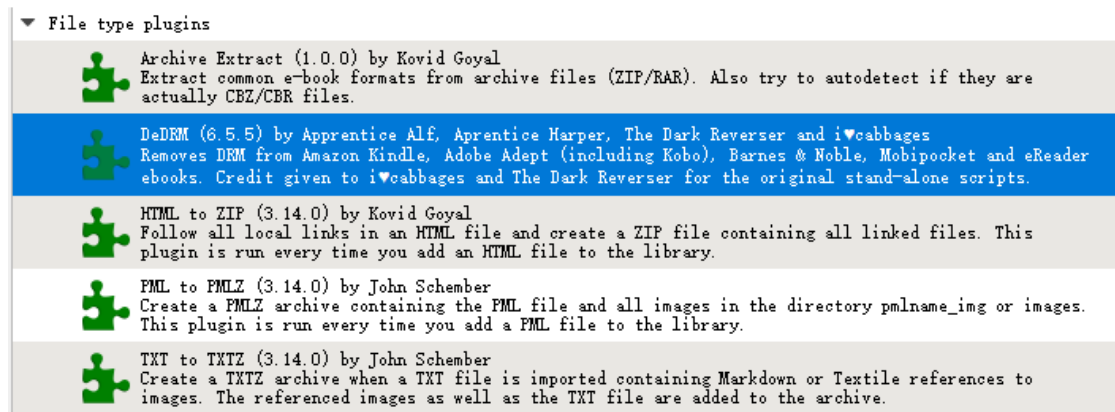 File type plugins
Archive Extract (1.0.0) by Kovid Goyal
Extract common e-book formats from archive files (ZIP/RAR). Also try to autodetect if they are
actually CBZ/CBR files.
DeDRM (6.5.5) by Apprentice Alf, Aprentice Harper, The Dark Reverser and i♥cabbages
Removes DRM from Amazon Kindle, Adobe Adept (including Kobo), Barnes & Noble, Mobipocket and eReader
ebooks. Credit given to i♥cabbages and The Dark Reverser for the original stand-alone scripts.
HTML to ZIP (3.14.0) by Kovid Goyal
Follow all local links in an HTML file and create a ZIP file containing all linked files. This
plugin is run every time you add an HTML file to the library.
PML to PMLZ (3.14.0) by John Schember
Create a PMLZ archive containing the PML file and all images in the directory pmlname_img or images.
This plugin is run every time you add a PML file to the library.
TXT to TXTZ (3.14.0) by John Schember
Create a TXTZ archive when a TXT file is imported containing Markdown or Textile references to
images. The referenced images as well as the TXT file are added to the archive.